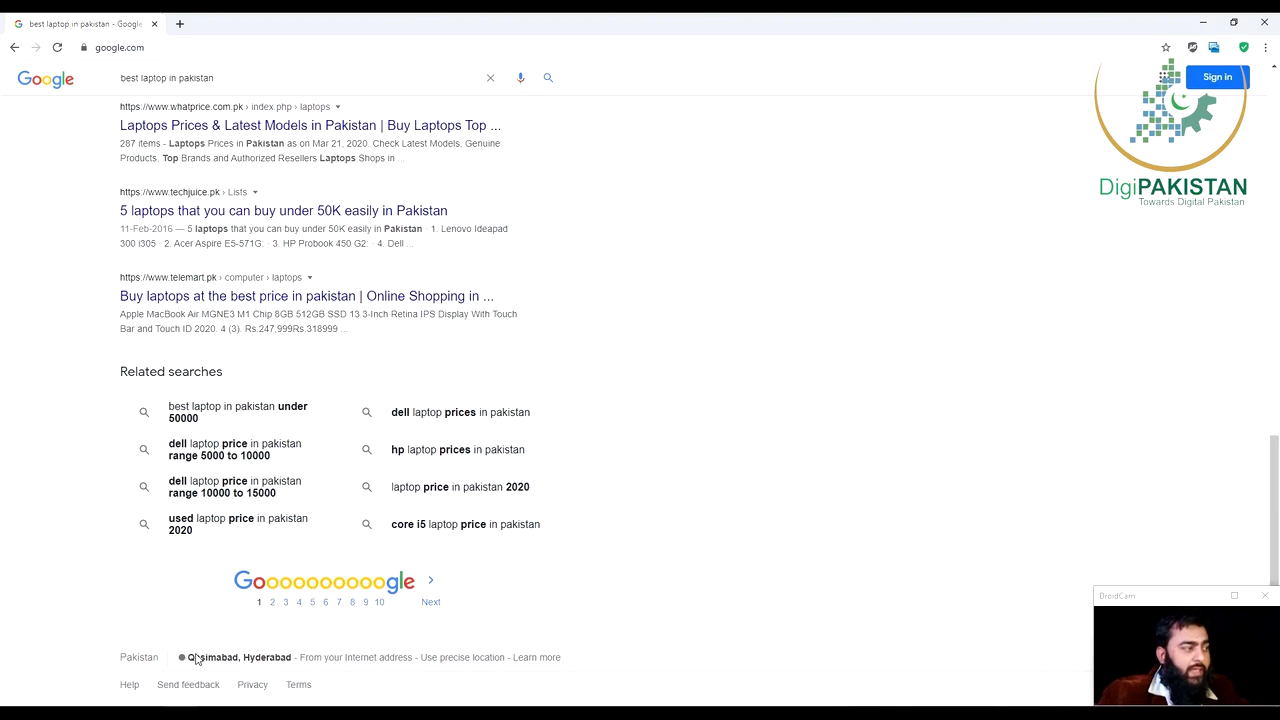 best laptop in pakistan - Google
google.com
Google
best laptop in pakistan
Sign in
https://www.whatprice.com.pk › index.php › laptops
Laptops Prices & Latest Models in Pakistan | Buy Laptops Top ...
287 items - Laptops Prices in Pakistan as on Mar 21, 2020. Check Latest Models. Genuine
Products. Top Brands and Authorized Resellers Laptops Shops in ...
DigiPAKISTAN
Towards Digital Pakistan
https://www.techjuice.pk › Lists
5 laptops that you can buy under 50K easily in Pakistan
11-Feb-2016 — 5 laptops that you can buy under 50K easily in Pakistan · 1. Lenovo Ideapad
300 i305 · 2. Acer Aspire E5-571G: · 3. HP Probook 450 G2: · 4. Dell ...
https://www.telemart.pk › computer › laptops
Buy laptops at the best price in pakistan | Online Shopping in ...
Apple MacBook Air MGNE3 M1 Chip 8GB 512GB SSD 13 3-Inch Retina IPS Display With Touch
Bar and Touch ID 2020. 4 (3). Rs.247,999Rs.318999 ...
Related searches
best laptop in pakistan under
50000
dell laptop prices in pakistan
dell laptop price in pakistan
range 5000 to 10000
hp laptop prices in pakistan
dell laptop price in pakistan
range 10000 to 15000
laptop price in pakistan 2020
used laptop price in pakistan
2020
core i5 laptop price in pakistan
Goooooooooogle
1 2 3 4 5 6 7 8 9 10 Next
DroidCam
Pakistan
Qasimabad, Hyderabad - From your Internet address - Use precise location - Learn more
Help Send feedback Privacy Terms